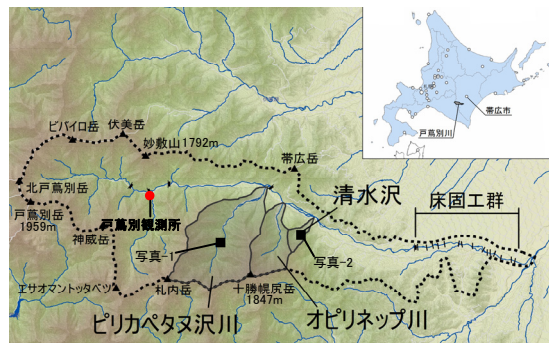 帯広市
戸蔦別川
ピパイロ岳
伏美岳
妙敷山1792m
帯広岳
清水沢
床固工群
北戸蔦別岳
戸蔦別岳
1959m
戸蔦別観測所
神威岳
写真-1
写真-2
エサオマントッタベツ
札内岳
十勝幌尻岳
1847m
ピリカペタヌ沢川
オピリネップ川